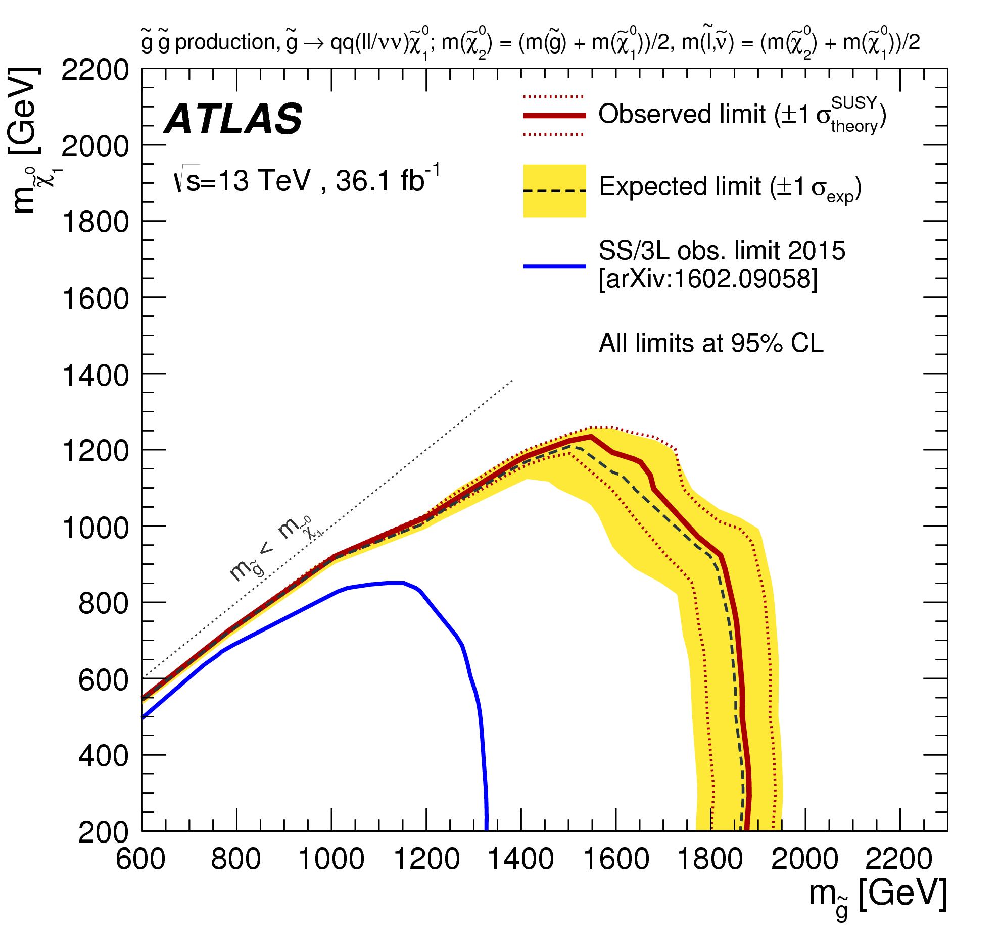 g̃ g̃ production, g̃ → qq(ll/νν)χ̃₁⁰; m(χ̃₂⁰) = (m(g̃) + m(χ̃₁⁰))/2, m(l̃,ν̃) = (m(χ̃₂⁰) + m(χ̃₁⁰))/2
m_χ̃₁⁰ [GeV]
2200
2000
1800
1600
1400
1200
1000
800
600
400
200
ATLAS
√s=13 TeV , 36.1 fb⁻¹
Observed limit (±1 σ_theory^SUSY)
Expected limit (±1 σ_exp)
SS/3L obs. limit 2015
[arXiv:1602.09058]
All limits at 95% CL
m_g̃ < m_χ̃₁⁰
600 800 1000 1200 1400 1600 1800 2000 2200
m_g̃ [GeV]